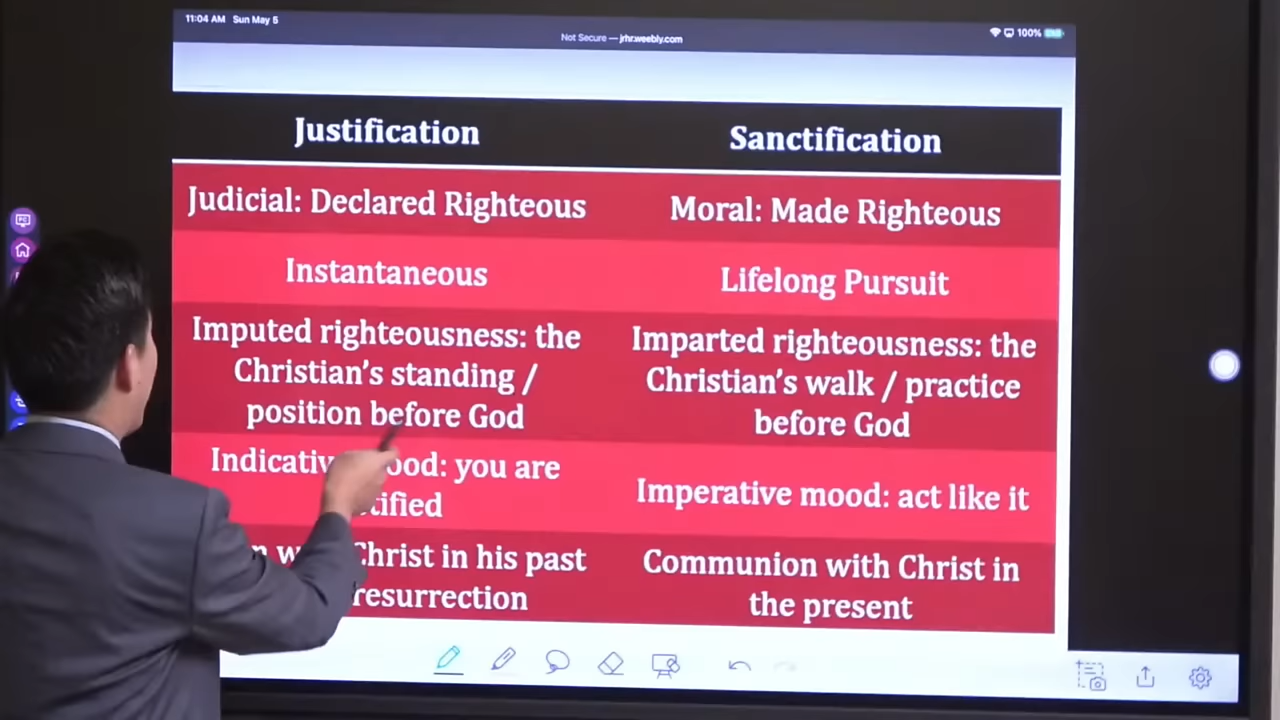 11:04 AM Sun May 5
Not Secure — jrhr.weebly.com
100%
Justification
Sanctification
Judicial: Declared Righteous
Moral: Made Righteous
Instantaneous
Lifelong Pursuit
Imputed righteousness: the
Christian's standing /
position before God
Imparted righteousness: the
Christian's walk / practice
before God
you are
Imperative mood: act like it
Christ in his past
resurrection
Communion with Christ in
the present